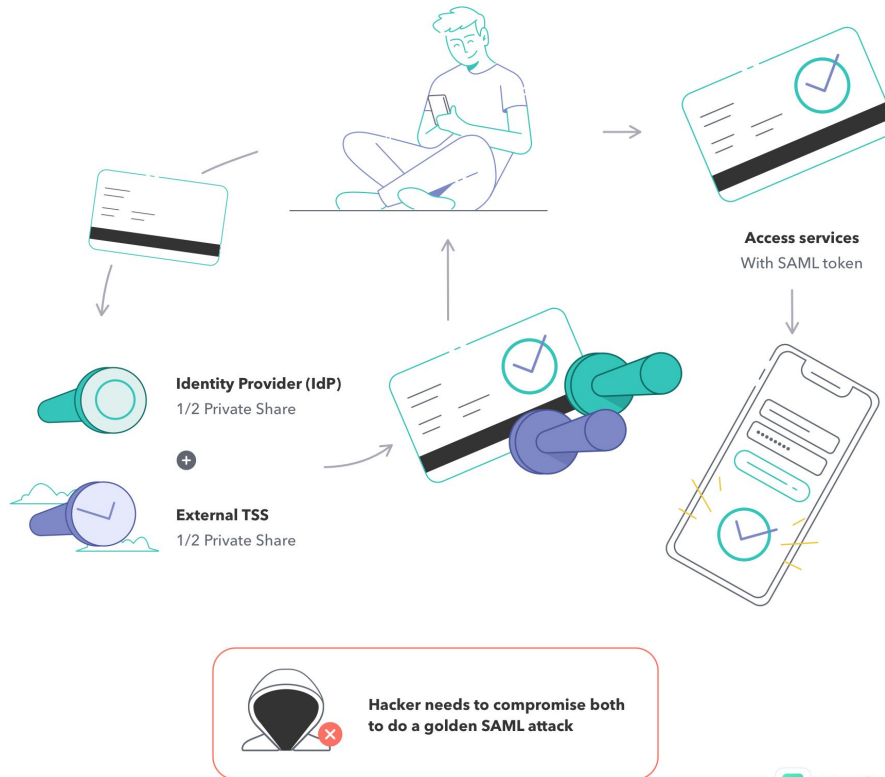 Access services
With SAML token
Identity Provider (IdP)
1/2 Private Share
External TSS
1/2 Private Share
Hacker needs to compromise both
to do a golden SAML attack